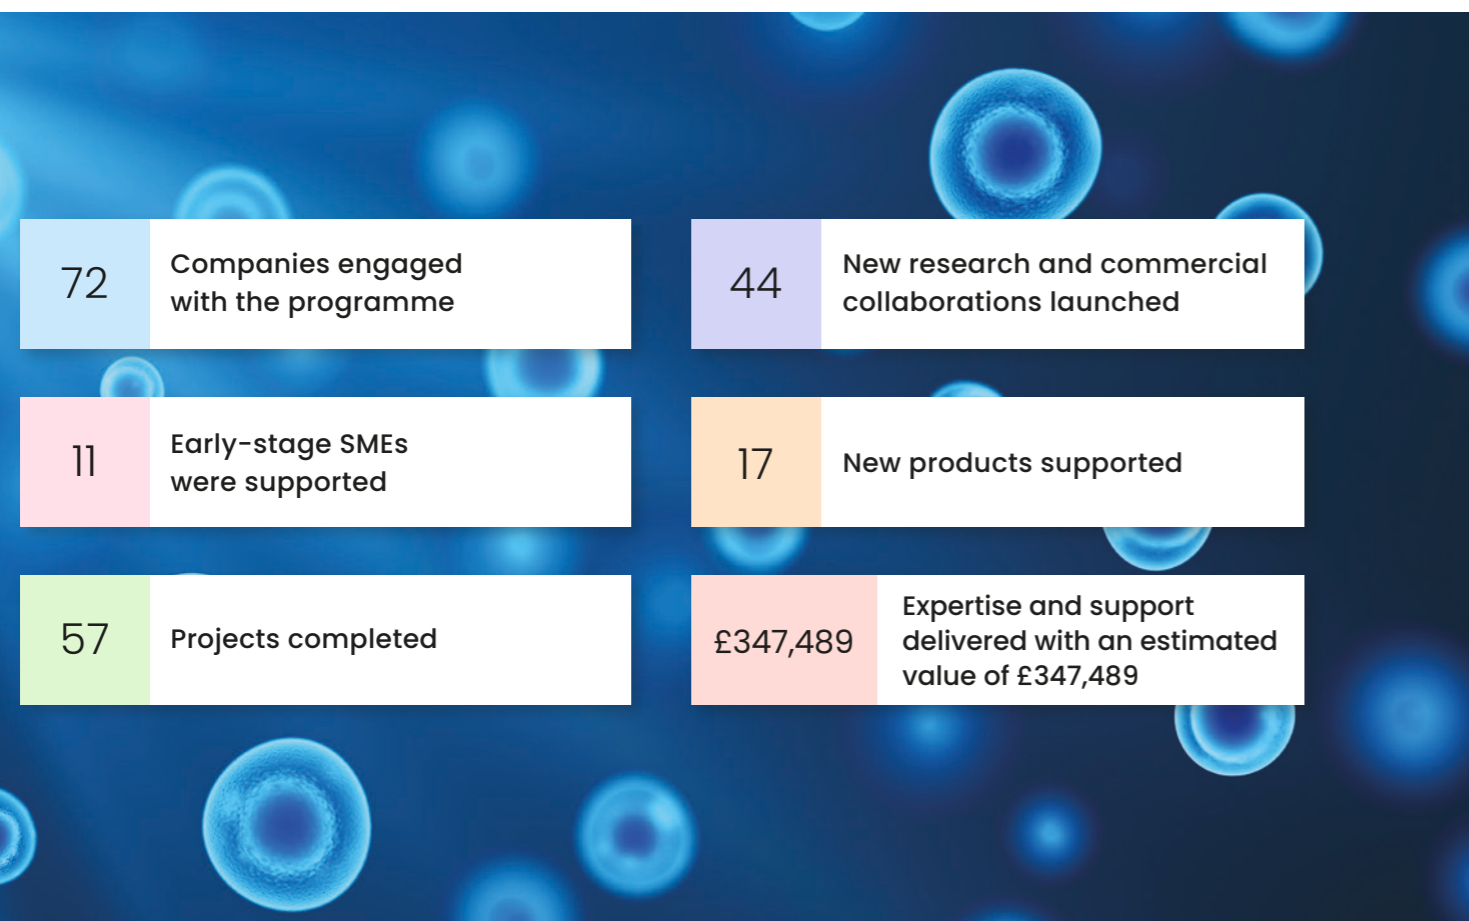 72
Companies engaged
with the programme
44
New research and commercial
collaborations launched
11
Early-stage SMEs
were supported
17
New products supported
57
Projects completed
£347,489
Expertise and support
delivered with an estimated
value of £347,489